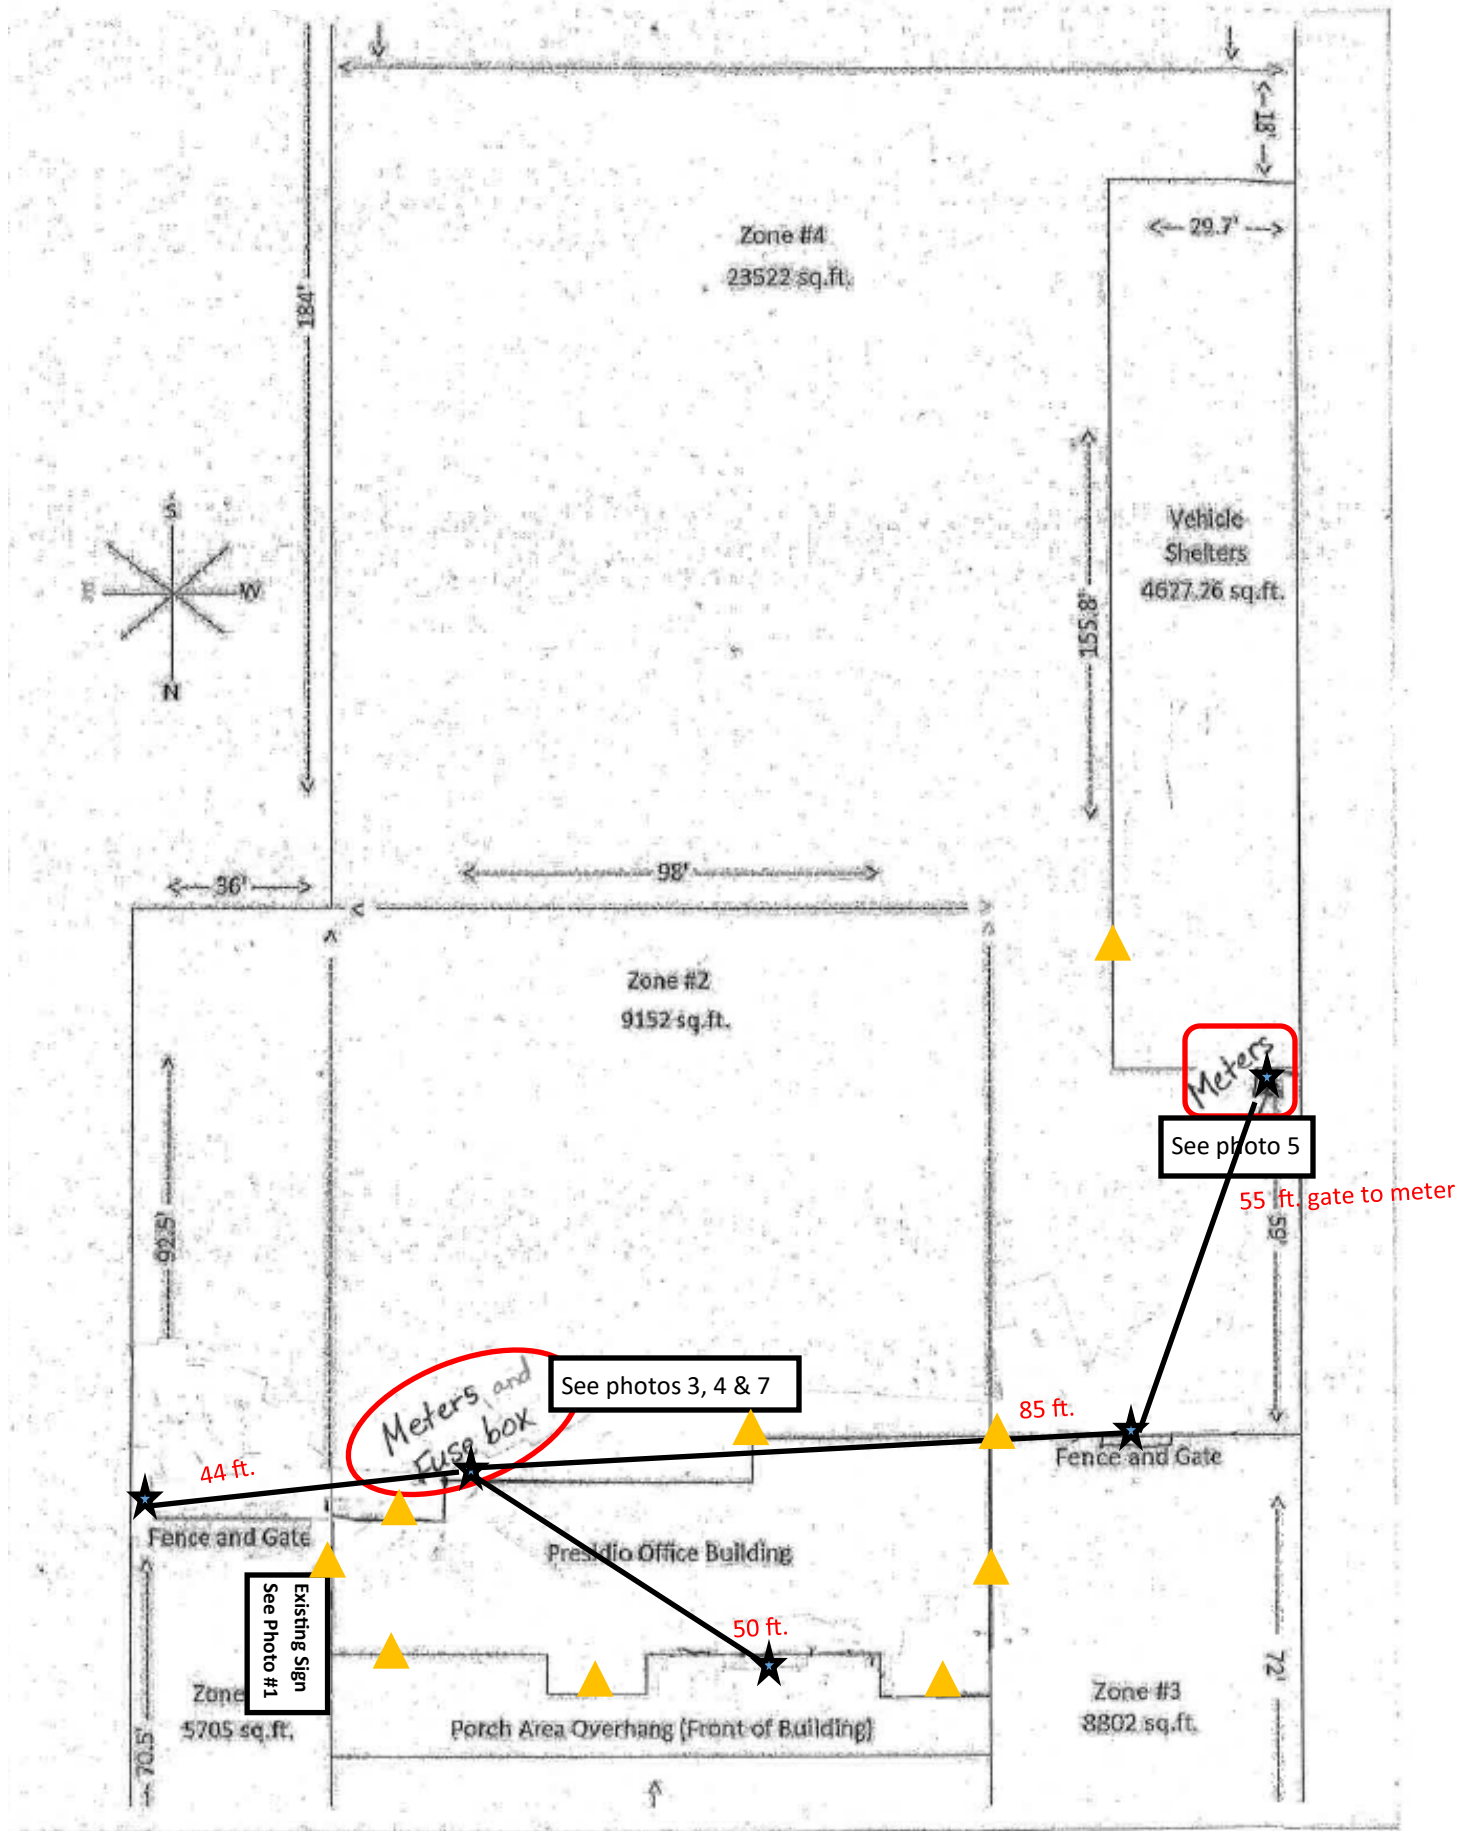 18'
29.7'
Zone #4
23522 sq.ft.
184'
S
W
N
Vehicle
Shelters
4627.26 sq.ft.
155.8'
98'
36'
Zone #2
9152 sq.ft.
Meters
See photo 5
55 ft. gate to meter
59'
92.5'
Meters and
Fuse box
See photos 3, 4 & 7
85 ft.
Fence and Gate
44 ft.
Fence and Gate
Presidio Office Building
Existing Sign
See Photo #1
50 ft.
Zone
5705 sq.ft.
70.5'
Porch Area Overhang (Front of Building)
Zone #3
8802 sq.ft.
72'